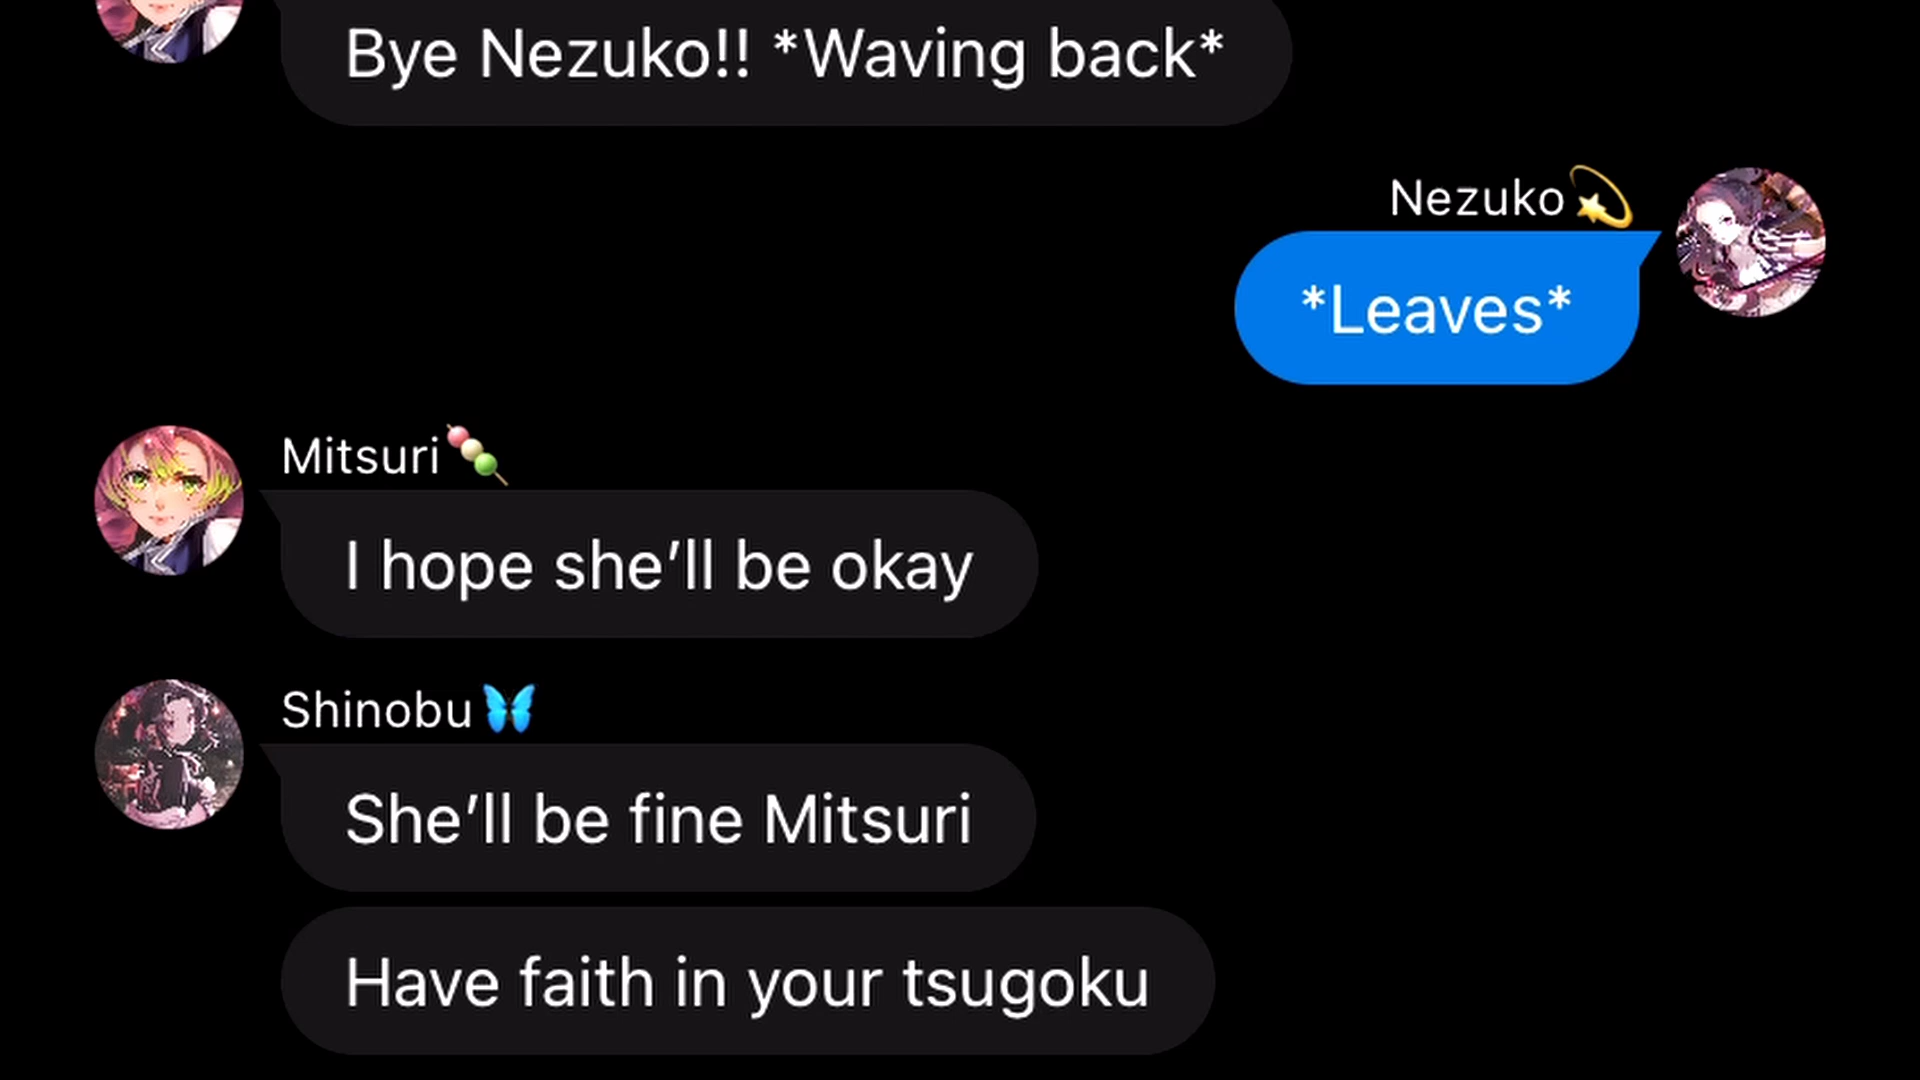 Bye Nezuko!! *Waving back*
Nezuko💫
*Leaves*
Mitsuri🍡
I hope she’ll be okay
Shinobu🦋
She’ll be fine Mitsuri
Have faith in your tsugoku